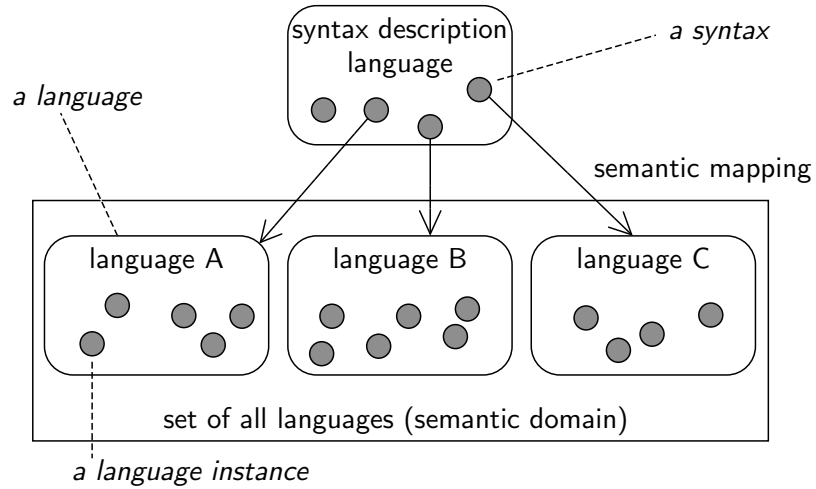 syntax description
language
a syntax
a language
semantic mapping
language A
language B
language C
set of all languages (semantic domain)
a language instance